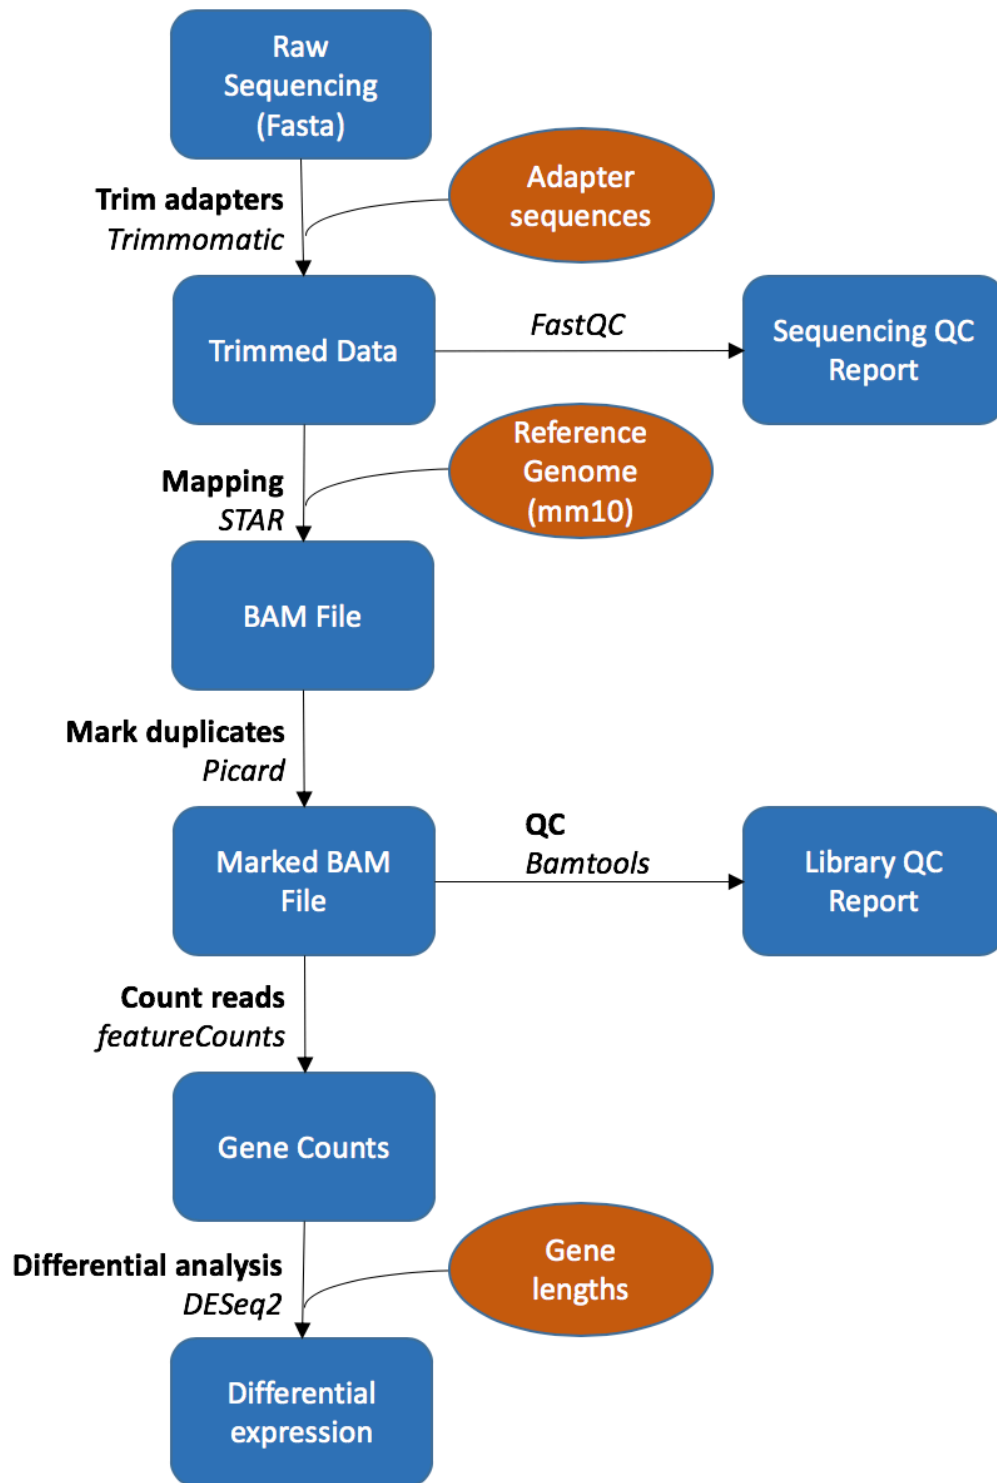 Raw
Sequencing
(Fasta)
Trim adapters
Trimmomatic
Adapter
sequences
Trimmed Data
FastQC
Sequencing QC
Report
Mapping
STAR
Reference
Genome
(mm10)
BAM File
Mark duplicates
Picard
Marked BAM
File
QC
Bamtools
Library QC
Report
Count reads
featureCounts
Gene Counts
Differential analysis
DESeq2
Gene
lengths
Differential
expression